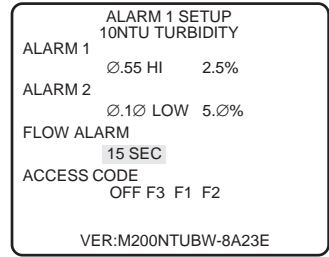 ALARM 1 SETUP
10NTU TURBIDITY
ALARM 1
∅.55 HI 2.5%
ALARM 2
∅.1∅ LOW 5.∅%
FLOW ALARM
15 SEC
ACCESS CODE
OFF F3 F1 F2
VER:M200NTUBW-8A23E